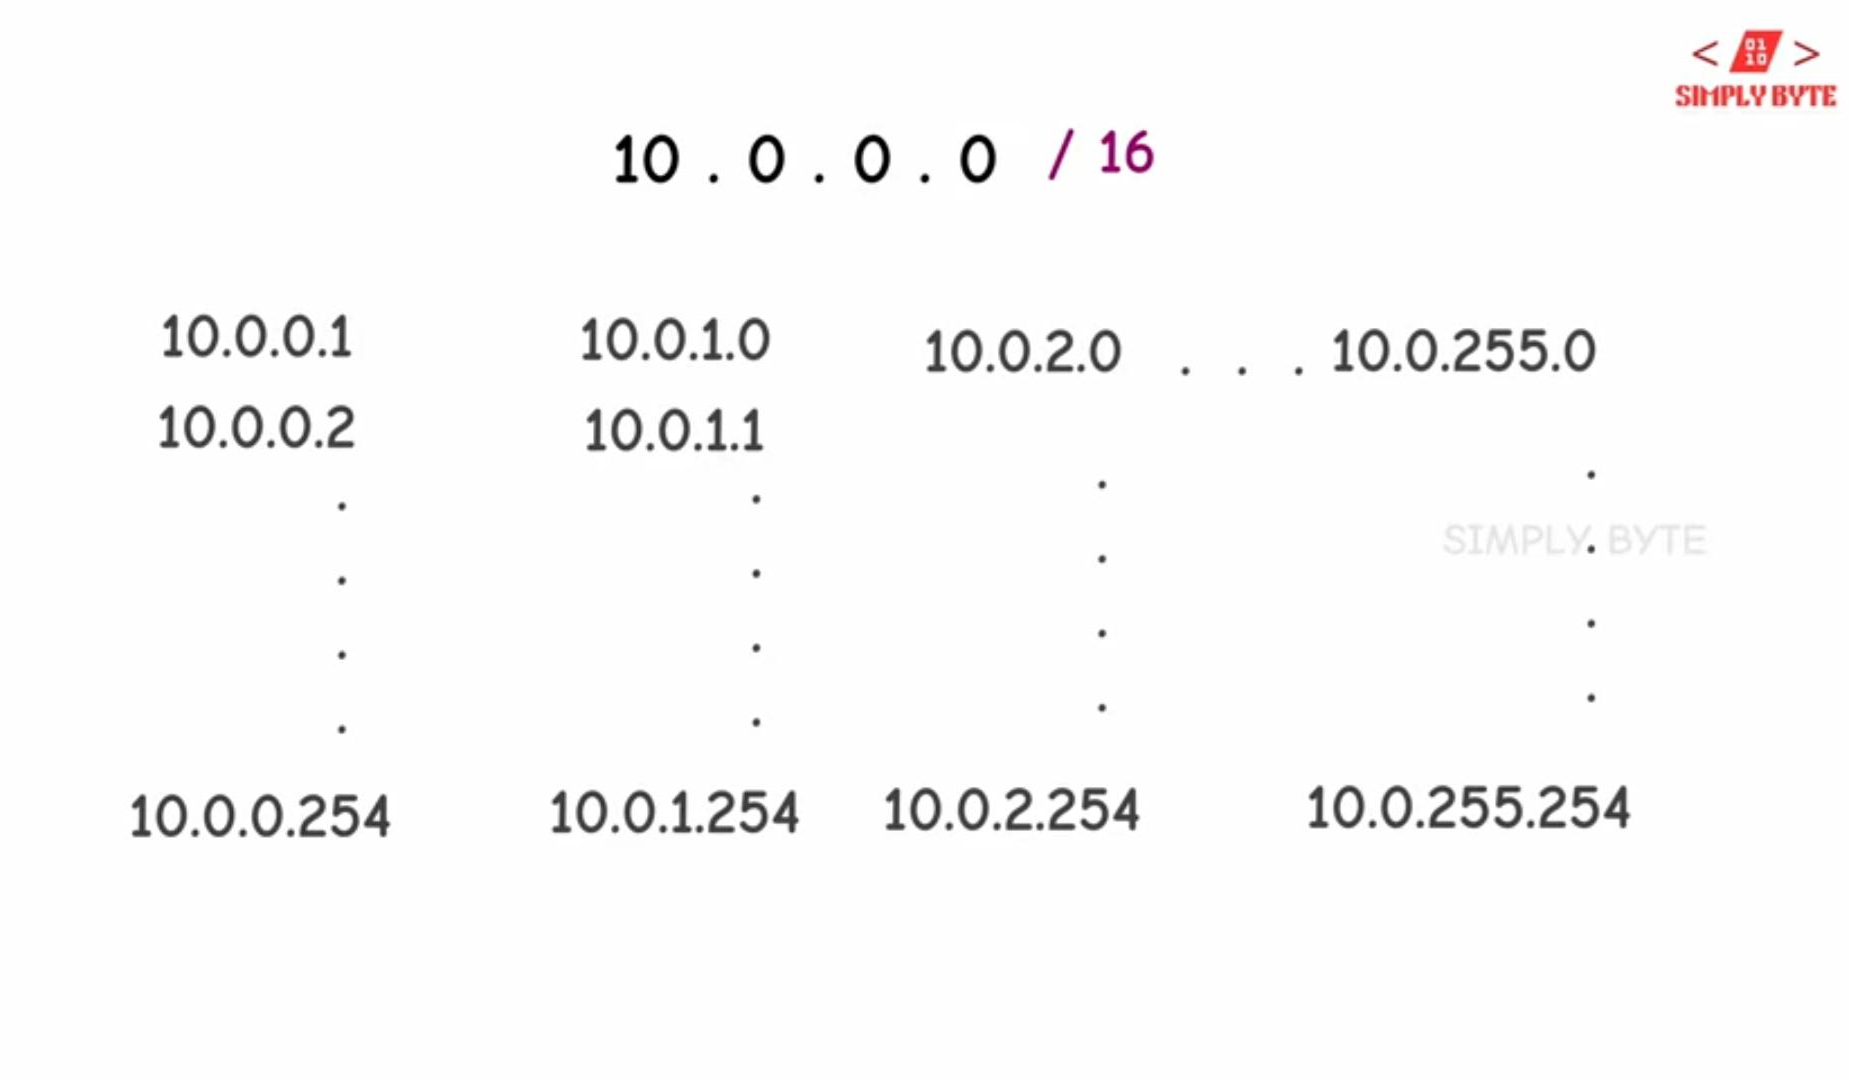 < 01 10 >
SIMPLY BYTE
10 . 0 . 0 . 0 / 16
10.0.0.1 10.0.1.0 10.0.2.0 . . . 10.0.255.0
10.0.0.2 10.0.1.1
. . . .
SIMPLY BYTE
. . . .
. . . .
. . . .
10.0.0.254 10.0.1.254 10.0.2.254 10.0.255.254